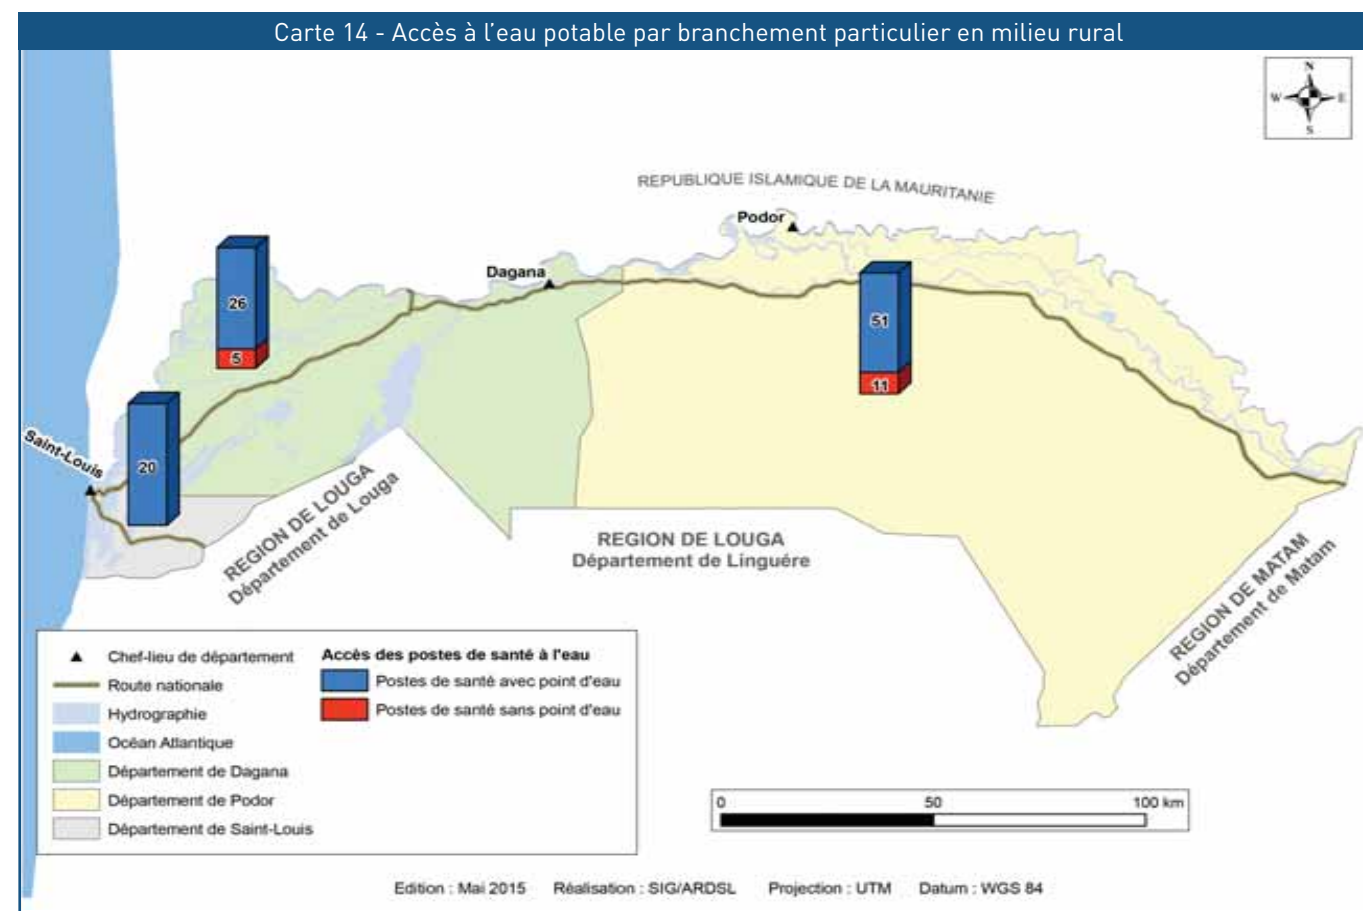 Carte 14 - Accès à l'eau potable par branchement particulier en milieu rural
N
W E
S
REPUBLIQUE ISLAMIQUE DE LA MAURITANIE
Podor
Dagana
26
5
51
11
Saint-Louis
20
REGION DE LOUGA
Département de Louga
REGION DE LOUGA
Département de Linguére
REGION DE MATAM
Département de Matam
Chef-lieu de département
Route nationale
Hydrographie
Océan Atlantique
Département de Dagana
Département de Podor
Département de Saint-Louis
Accès des postes de santé à l'eau
Postes de santé avec point d'eau
Postes de santé sans point d'eau
0 50 100 km
Edition : Mai 2015 Réalisation : SIG/ARDSL Projection : UTM Datum : WGS 84